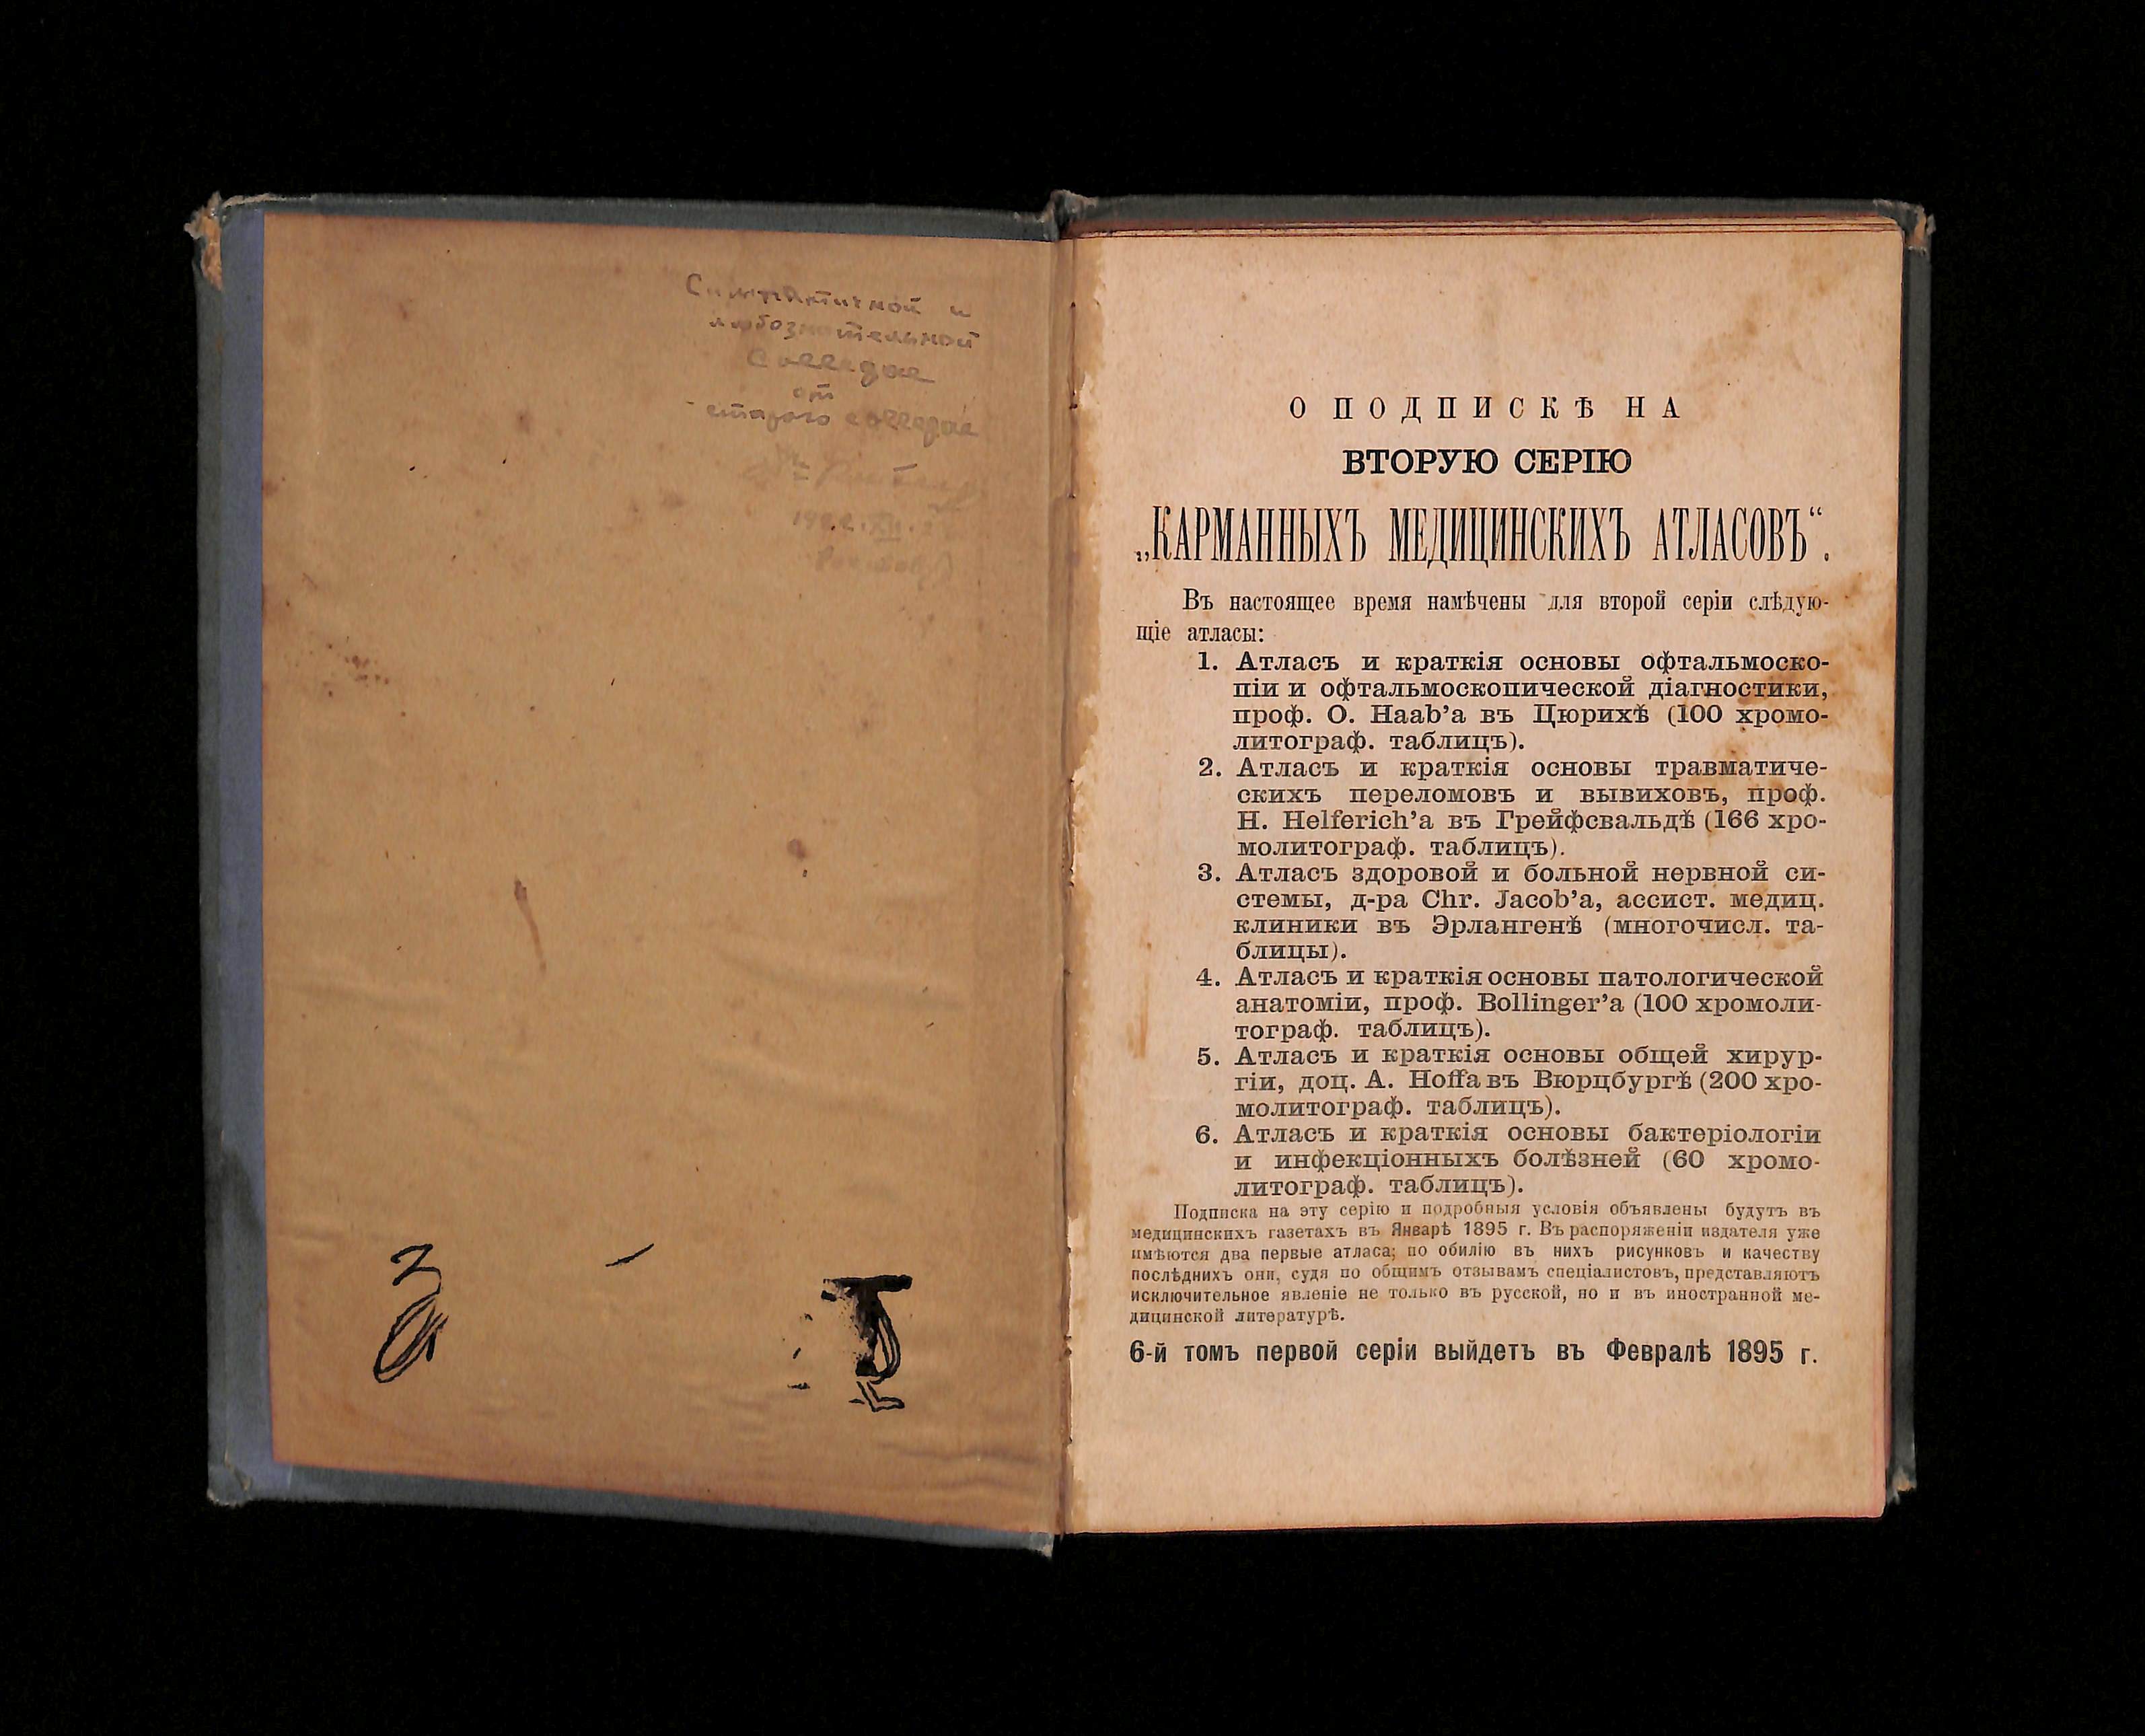 Симпатичной и
любознательной
Collegae
от
старого collegae
О ПОДПИСКѢ НА
ВТОРУЮ СЕРІЮ
„КАРМАННЫХЪ МЕДИЦИНСКИХЪ АТЛАСОВЪ“.
Въ настоящее время намѣчены для второй серіи слѣдую-
щіе атласы:
1. Атласъ и краткія основы офтальмоско-
піи и офтальмоскопической діагностики,
проф. О. Haab’а въ Цюрихѣ (100 хромо-
литограф. таблицъ).
2. Атласъ и краткія основы травматиче-
скихъ переломовъ и вывиховъ, проф.
H. Helferich’а въ Грейфсвальдѣ (166 хро-
молитограф. таблицъ).
3. Атласъ здоровой и больной нервной си-
стемы, д-ра Chr. Jacob’а, ассист. медиц.
клиники въ Эрлангенѣ (многочисл. та-
блицы).
4. Атласъ и краткія основы патологической
анатоміи, проф. Bollinger’а (100 хромоли-
тограф. таблицъ).
5. Атласъ и краткія основы общей хирур-
гіи, доц. А. Hoffa въ Вюрцбургѣ (200 хро-
молитограф. таблицъ).
6. Атласъ и краткія основы бактеріологіи
и инфекціонныхъ болѣзней (60 хромо-
литограф. таблицъ).
Подписка на эту серію и подробныя условія объявлены будутъ въ
медицинскихъ газетахъ въ Январѣ 1895 г. Въ распоряженіи издателя уже
имѣются два первые атласа; по обилію въ нихъ рисунковъ и качеству
послѣднихъ они, судя по общимъ отзывамъ спеціалистовъ, представляютъ
исключительное явленіе не только въ русской, но и въ иностранной ме-
дицинской литературѣ.
6-й томъ первой серіи выйдетъ въ Февралѣ 1895 г.